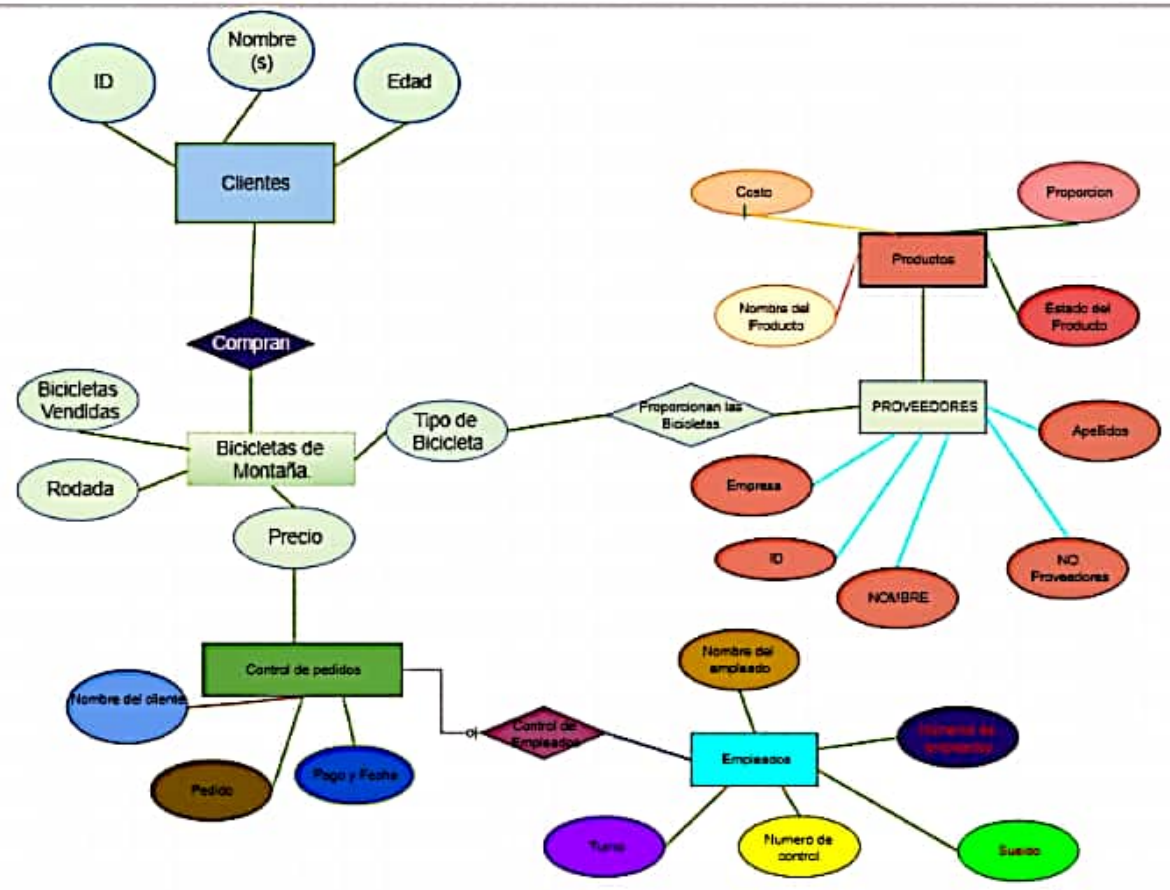 Nombre
(s)
ID
Edad
Clientes
Costo
Proporcion
Productos
Nombre del
Producto
Estado del
Producto
Compran
Bicicletas
Vendidas
Tipo de
Bicicleta
Proporcionan las
Bicicletas
PROVEEDORES
Apellidos
Bicicletas de
Montaña.
Rodada
Empresa
Precio
ID
NO
Proveedores
NOMBRE
Control de pedidos
Nombre del
empleado
Nombre del cliente
Control de
Empleados
Empleados
Pago y Fecha
Pedido
Turno
Numero de
control
Sueldo